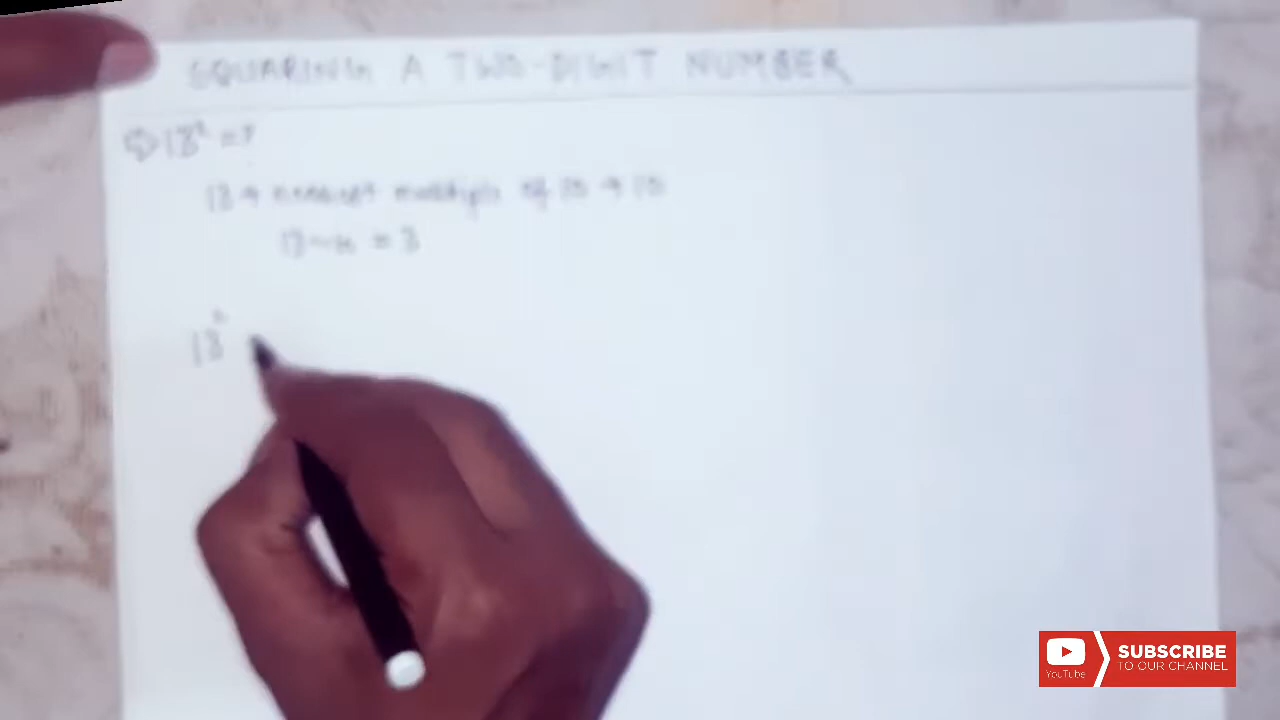 SQUARING A TWO-DIGIT NUMBER
⇨ 13² = ?
13 → nearest multiple of 10 → 10
13 - 10 = 3
13²
SUBSCRIBE
TO OUR CHANNEL
YouTube